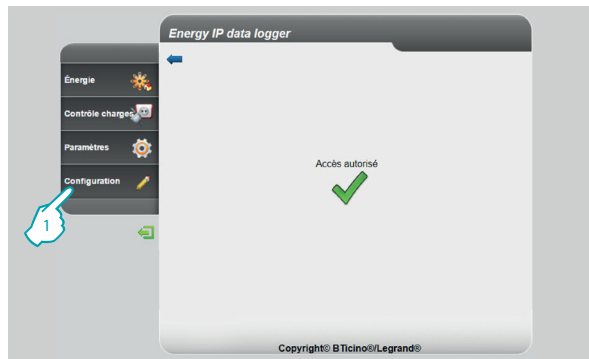 Energy IP data logger
Énergie
Contrôle charges
Paramètres
Configuration
1
Accès autorisé
Copyright© BTicino®/Legrand®